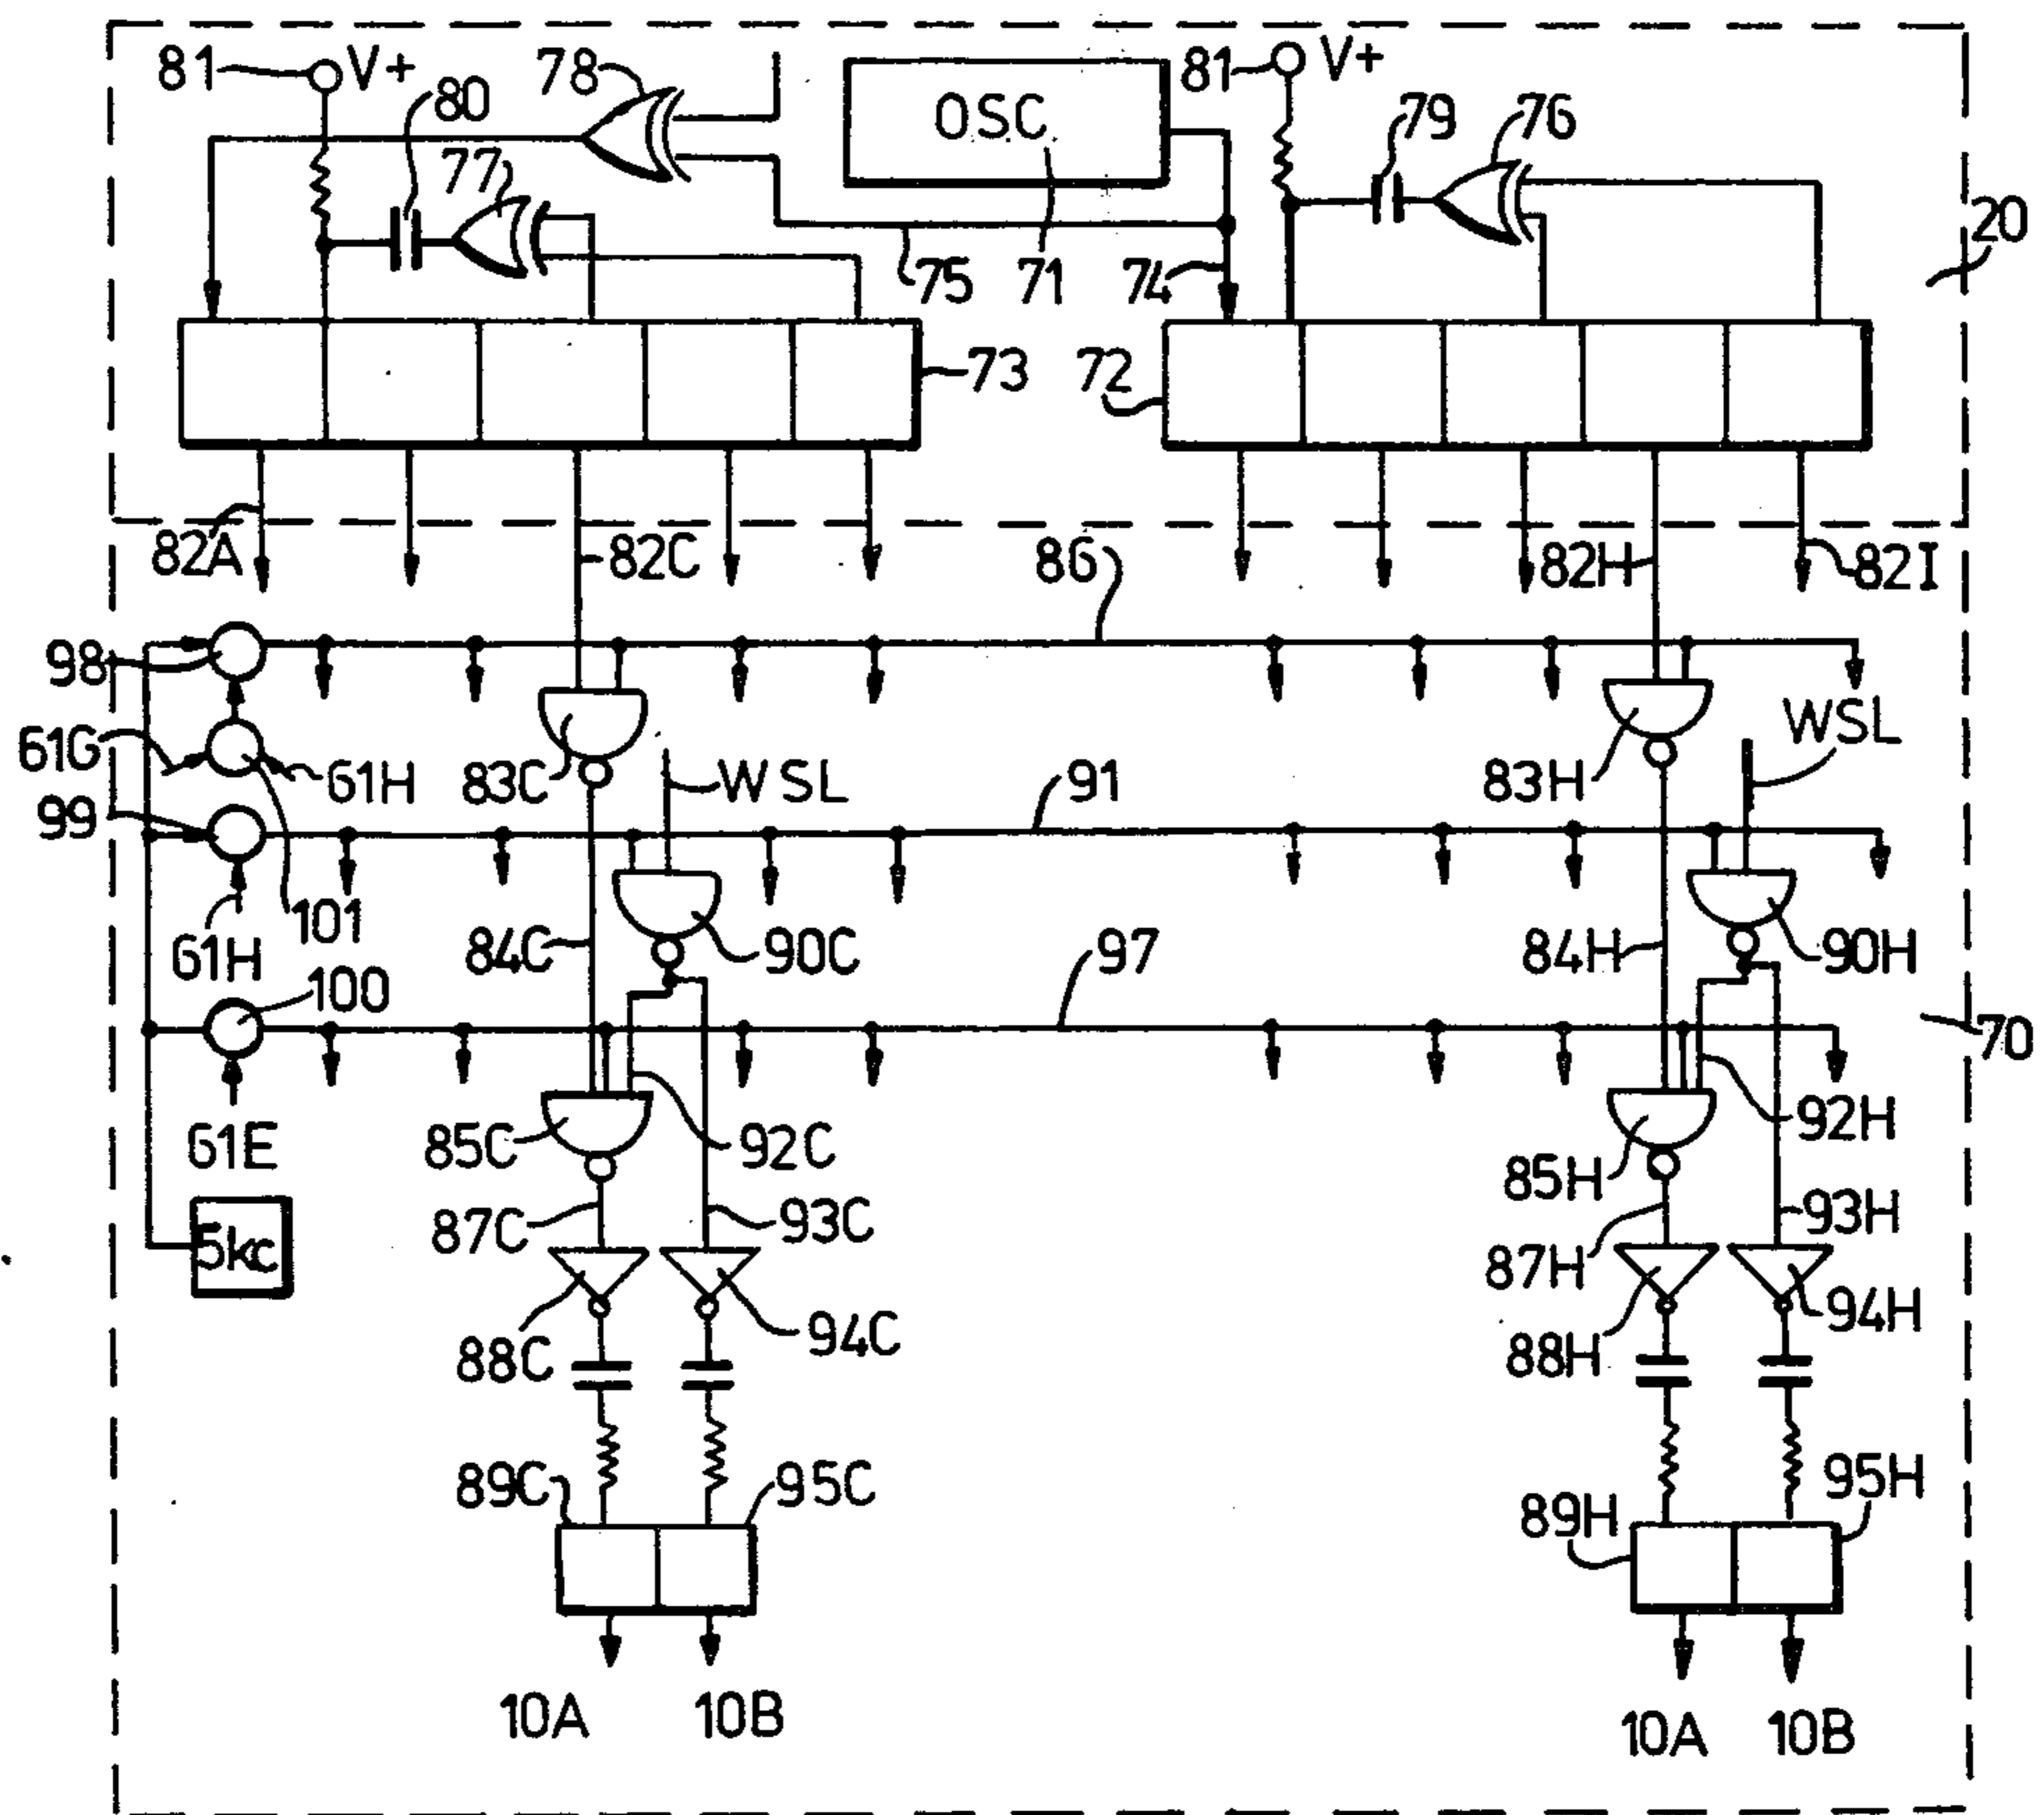 81 V+ 78 OSC 81 V+
80 79 76
77
20
75 71 74
73 72
82A 82C 86 82H 82I
98
61G 61H 83C WSL 91 83H WSL
99
61H 101 84C 90C 97 84H 90H
100 70
61E 85C 92C 85H 92H
5kc 87C 93C 87H 93H
88C 94C 88H 94H
89C 95C 89H 95H
10A 10B 10A 10B